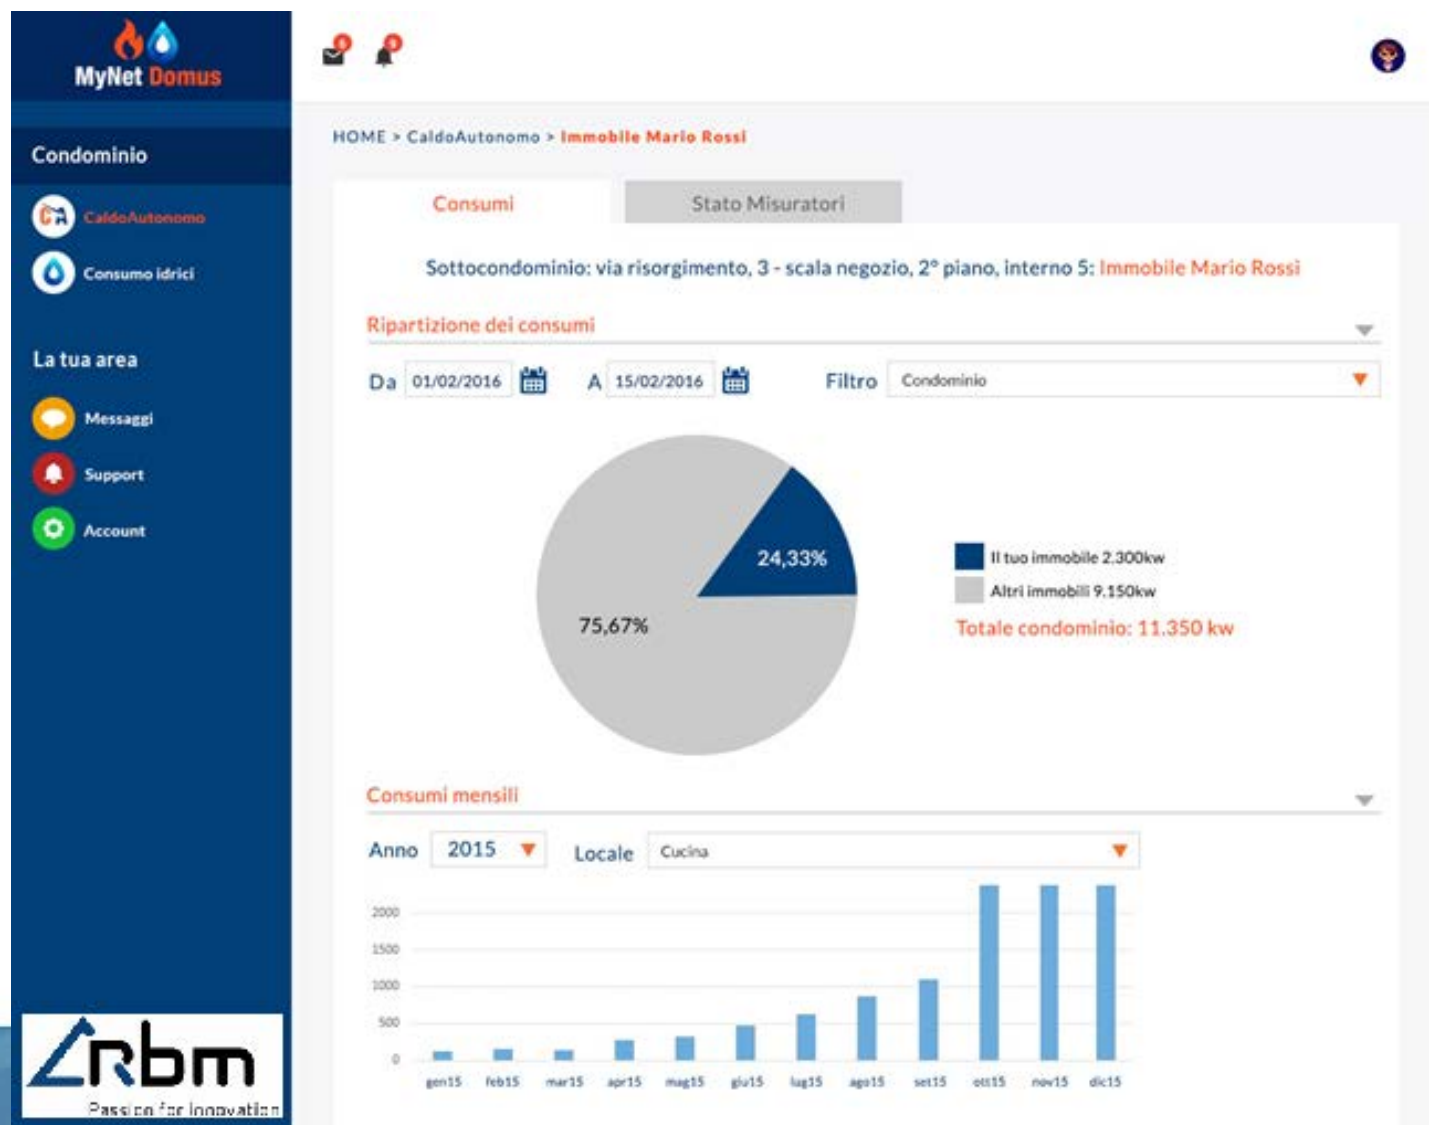 MyNet Domus
HOME > CaldoAutonomo > Immobile Mario Rossi
Condominio
CaldoAutonomo
Consumo idrici
La tua area
Messaggi
Support
Account
Consumi
Stato Misuratori
Sottocondominio: via risorgimento, 3 - scala negozio, 2° piano, interno 5: Immobile Mario Rossi
Ripartizione dei consumi
Da 01/02/2016 A 15/02/2016 Filtro Condominio
24,33%
75,67%
Il tuo immobile 2.300kw
Altri immobili 9.150kw
Totale condominio: 11.350 kw
Consumi mensili
Anno 2015 Locale Cucina
2000
1500
1000
500
0
gen15 feb15 mar15 apr15 mag15 giu15 lug15 ago15 set15 ott15 nov15 dic15
Rbm
Passion for Innovation